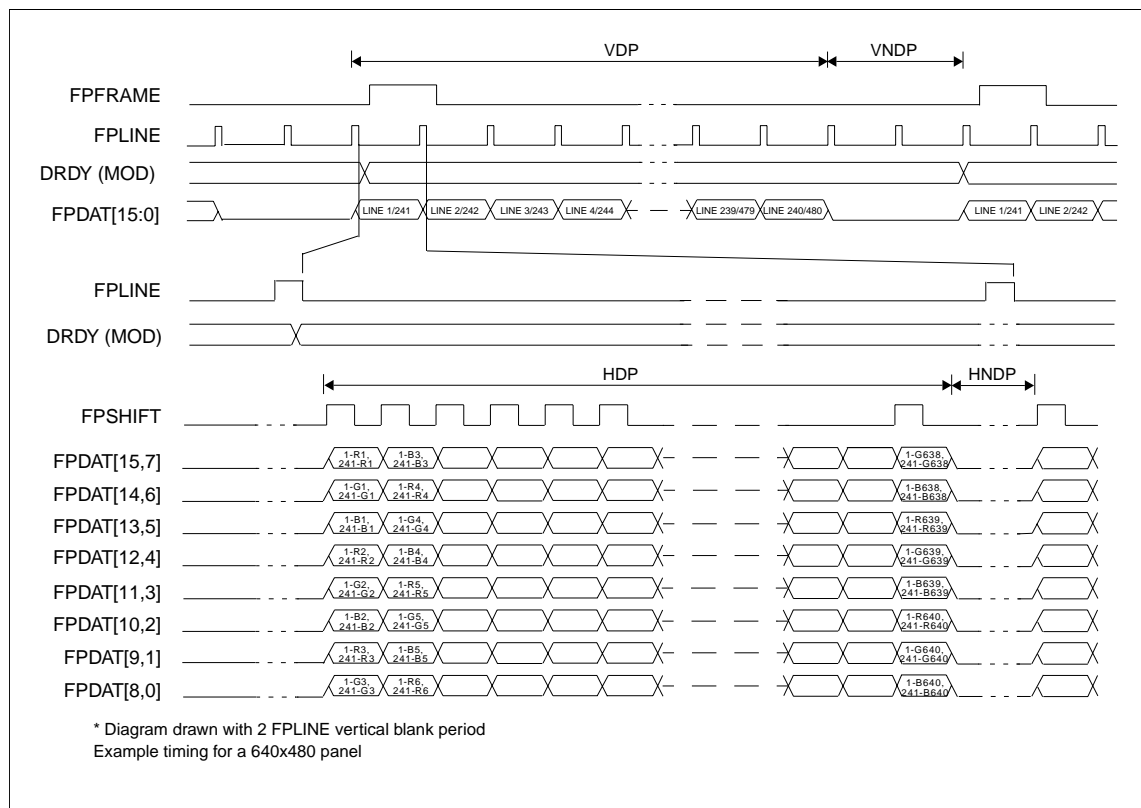 VDP VNDP
FPFRAME
FPLINE
DRDY (MOD)
FPDAT[15:0] LINE 1/241 LINE 2/242 LINE 3/243 LINE 4/244 LINE 239/479 LINE 240/480 LINE 1/241 LINE 2/242
FPLINE
DRDY (MOD)
HDP HNDP
FPSHIFT
FPDAT[15,7] 1-R1, 241-R1 1-B3, 241-B3 1-G638, 241-G638
FPDAT[14,6] 1-G1, 241-G1 1-R4, 241-R4 1-B638, 241-B638
FPDAT[13,5] 1-B1, 241-B1 1-G4, 241-G4 1-R639, 241-R639
FPDAT[12,4] 1-R2, 241-R2 1-B4, 241-B4 1-G639, 241-G639
FPDAT[11,3] 1-G2, 241-G2 1-R5, 241-R5 1-B639, 241-B639
FPDAT[10,2] 1-B2, 241-B2 1-G5, 241-G5 1-R640, 241-R640
FPDAT[9,1] 1-R3, 241-R3 1-B5, 241-B5 1-G640, 241-G640
FPDAT[8,0] 1-G3, 241-G3 1-R6, 241-R6 1-B640, 241-B640
* Diagram drawn with 2 FPLINE vertical blank period
Example timing for a 640x480 panel